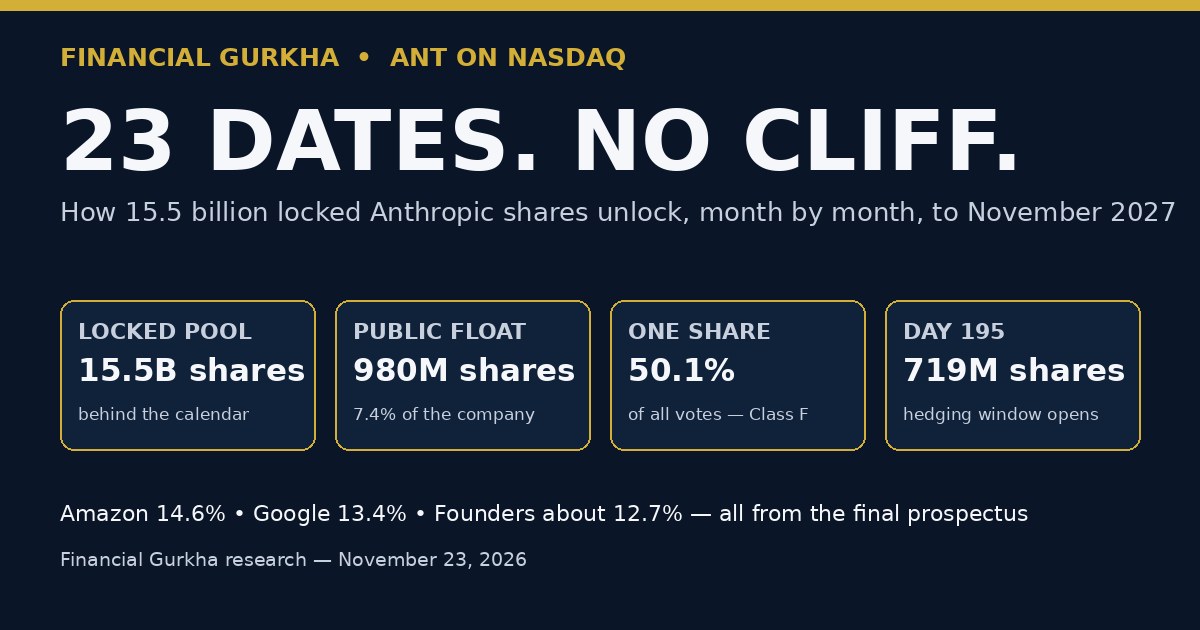 FINANCIAL GURKHA • ANT ON NASDAQ
23 DATES. NO CLIFF.
How 15.5 billion locked Anthropic shares unlock, month by month, to November 2027
LOCKED POOL
15.5B shares
behind the calendar
PUBLIC FLOAT
980M shares
7.4% of the company
ONE SHARE
50.1%
of all votes — Class F
DAY 195
719M shares
hedging window opens
Amazon 14.6% • Google 13.4% • Founders about 12.7% — all from the final prospectus
Financial Gurkha research — November 23, 2026